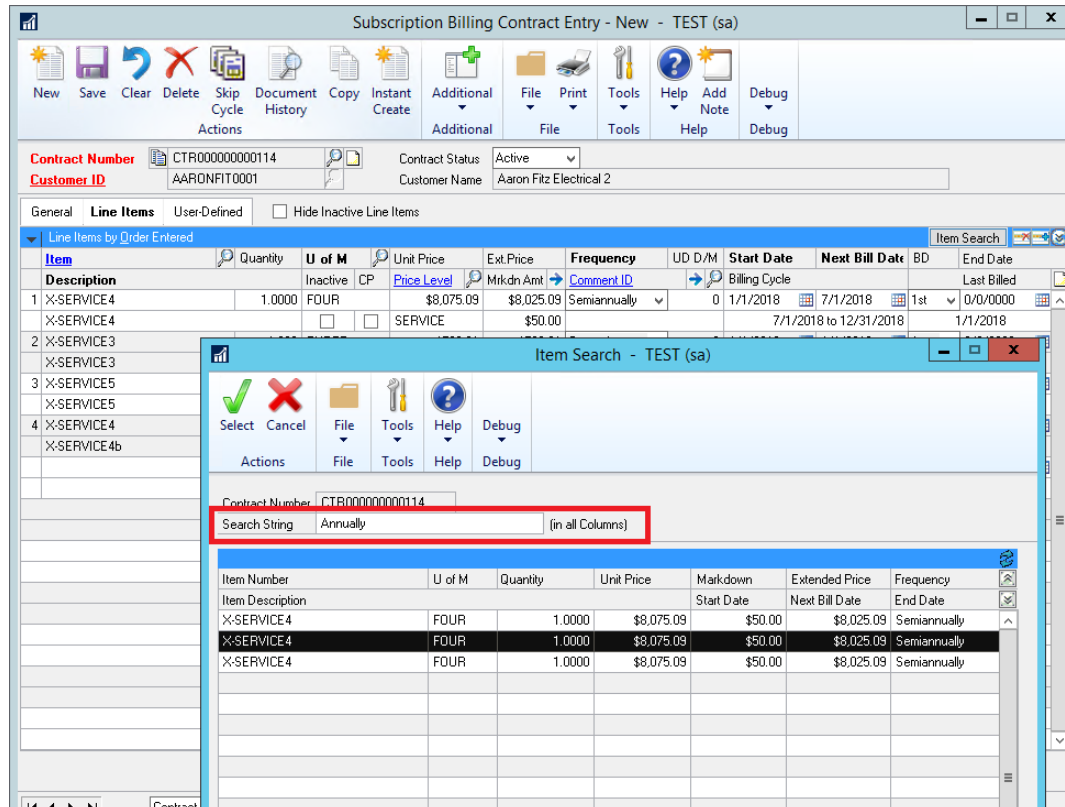 Subscription Billing Contract Entry - New - TEST (sa)
New Save Clear Delete Skip Cycle Document History Copy Instant Create Additional File Print Tools Help Add Note Debug
Actions Additional File Tools Help Debug
Contract Number CTR000000000114 Contract Status Active
Customer ID AARONFIT0001 Customer Name Aaron Fitz Electrical 2
General Line Items User-Defined Hide Inactive Line Items
Line Items by Order Entered Item Search
Item Quantity U of M Unit Price Ext.Price Frequency UD D/M Start Date Next Bill Date BD End Date
Description Inactive CP Price Level Mrkdn Amt Comment ID Billing Cycle Last Billed
1 X-SERVICE4 1.0000 FOUR $8,075.09 $8,025.09 Semiannually 0 1/1/2018 7/1/2018 1st 0/0/0000
X-SERVICE4 SERVICE $50.00 7/1/2018 to 12/31/2018 1/1/2018
2 X-SERVICE3
X-SERVICE3
3 X-SERVICE5
X-SERVICE5
4 X-SERVICE4
X-SERVICE4b
Item Search - TEST (sa)
Select Cancel File Tools Help Debug
Actions File Tools Help Debug
Contract Number CTR000000000114
Search String Annually (in all Columns)
Item Number U of M Quantity Unit Price Markdown Extended Price Frequency
Item Description Start Date Next Bill Date End Date
X-SERVICE4 FOUR 1.0000 $8,075.09 $50.00 $8,025.09 Semiannually
X-SERVICE4 FOUR 1.0000 $8,075.09 $50.00 $8,025.09 Semiannually
X-SERVICE4 FOUR 1.0000 $8,075.09 $50.00 $8,025.09 Semiannually
Contract